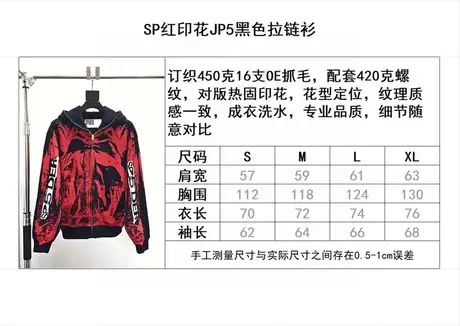 SP红印花JP5黑色拉链衫
订织450克16支OE抓毛,配套420克螺
纹,对版热固印花,花型定位,纹理质
感一致,成衣洗水,专业品质,细节随
意对比
尺码 S M L XL
肩宽 57 59 61 63
胸围 112 118 124 130
衣长 70 72 74 76
袖长 62 64 66 68
手工测量尺寸与实际尺寸之间存在0.5-1cm误差